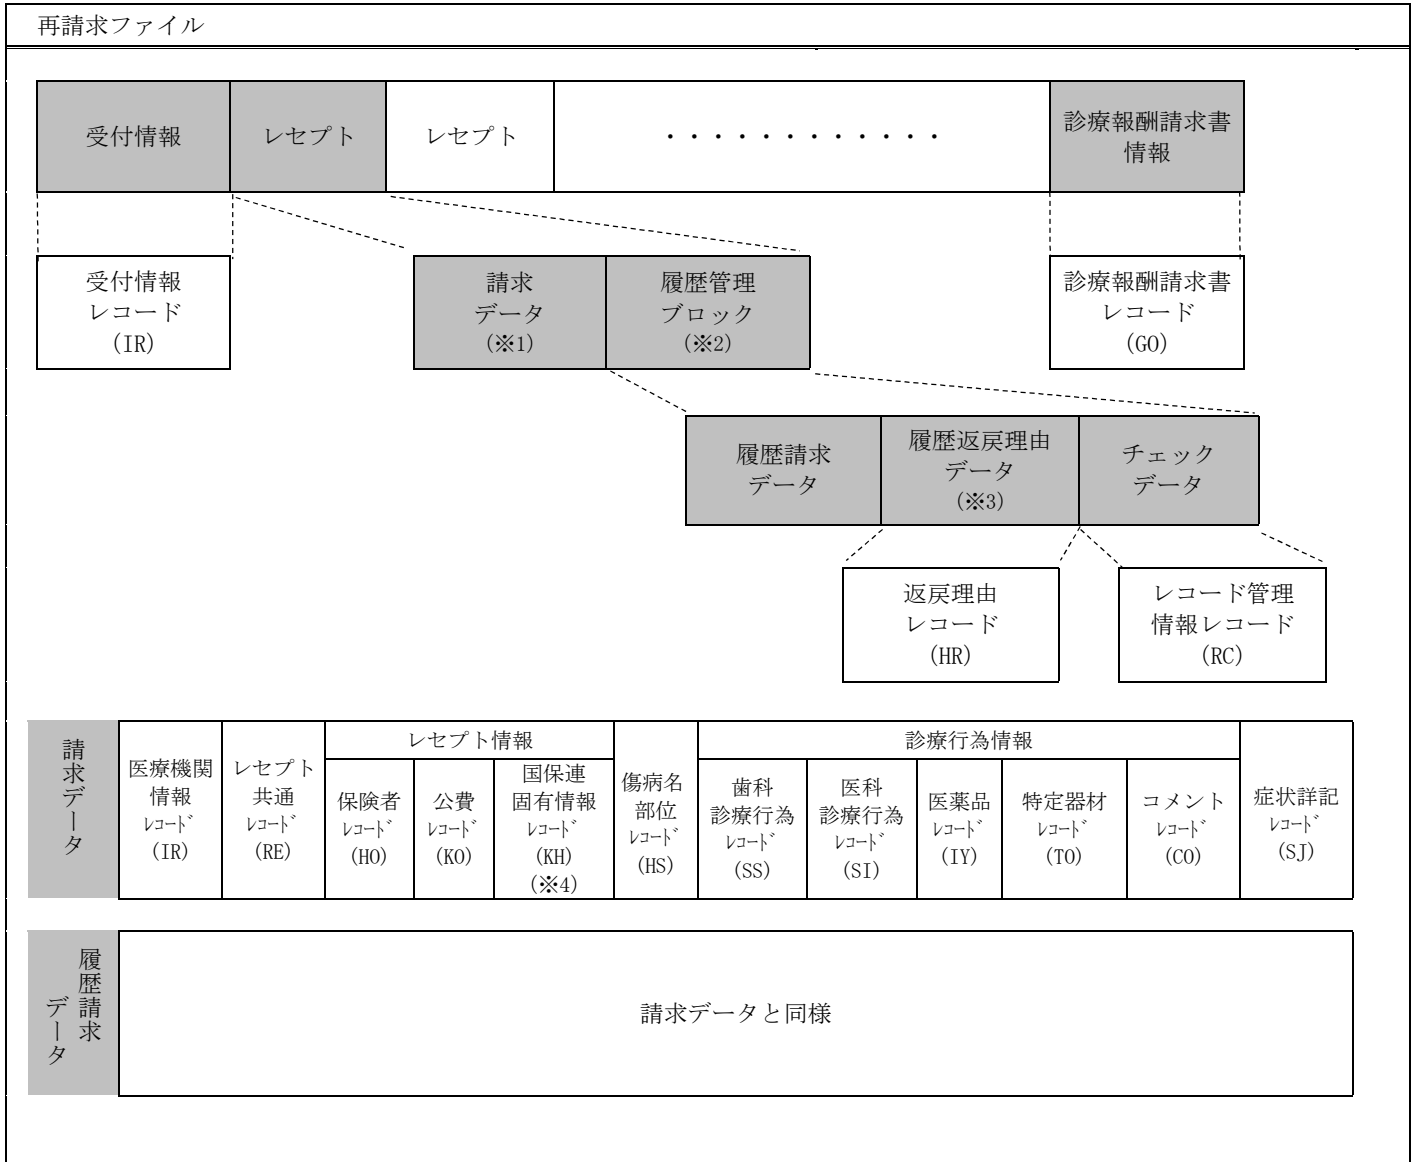 再請求ファイル
受付情報
レセプト
レセプト
・・・・・・・・・・・・
診療報酬請求書
情報
受付情報
レコード
(IR)
請求
データ
(※1)
履歴管理
ブロック
(※2)
診療報酬請求書
レコード
(GO)
履歴請求
データ
履歴返戻理由
データ
(※3)
チェック
データ
返戻理由
レコード
(HR)
レコード管理
情報レコード
(RC)
請求データ
医療機関
情報
ﾚｺｰﾄﾞ
(IR)
レセプト
共通
ﾚｺｰﾄﾞ
(RE)
レセプト情報
保険者
ﾚｺｰﾄﾞ
(HO)
公費
ﾚｺｰﾄﾞ
(KO)
国保連
固有情報
ﾚｺｰﾄﾞ
(KH)
(※4)
傷病名
部位
ﾚｺｰﾄﾞ
(HS)
診療行為情報
歯科
診療行為
ﾚｺｰﾄﾞ
(SS)
医科
診療行為
ﾚｺｰﾄﾞ
(SI)
医薬品
ﾚｺｰﾄﾞ
(IY)
特定器材
ﾚｺｰﾄﾞ
(TO)
コメント
ﾚｺｰﾄﾞ
(CO)
症状詳記
ﾚｺｰﾄﾞ
(SJ)
履歴請求
データ
請求データと同様